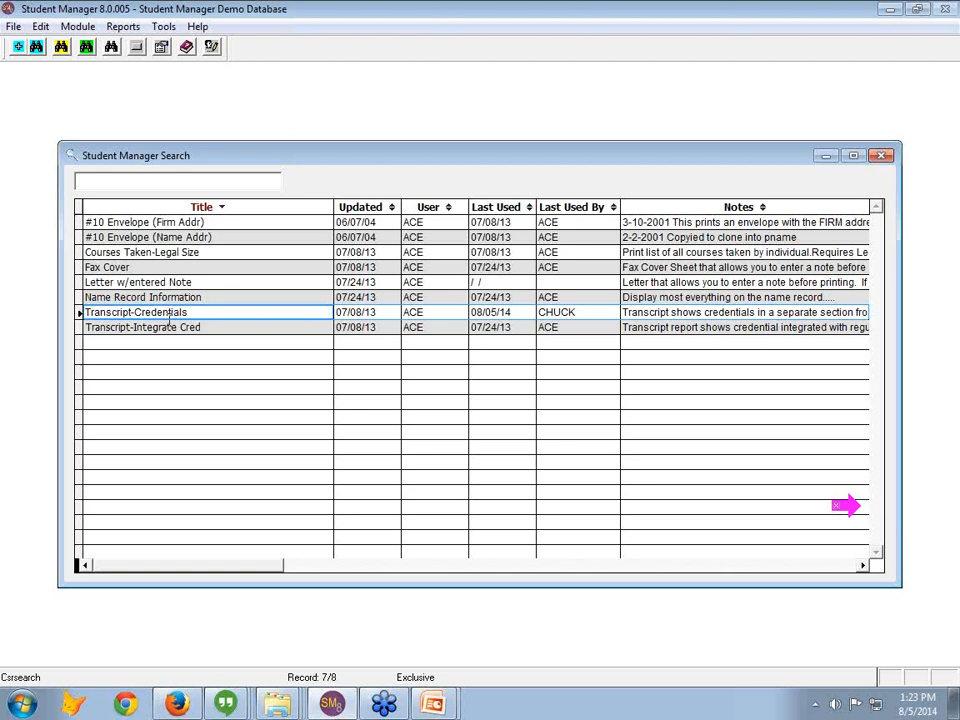 Student Manager 8.0.005 - Student Manager Demo Database
File Edit Module Reports Tools Help
Student Manager Search
Title Updated User Last Used Last Used By Notes
#10 Envelope (Firm Addr) 06/07/04 ACE 07/08/13 ACE 3-10-2001 This prints an envelope with the FIRM addre
#10 Envelope (Name Addr) 06/07/04 ACE 07/08/13 ACE 2-2-2001 Copyied to clone into pname
Courses Taken-Legal Size 07/08/13 ACE 07/08/13 ACE Print list of all courses taken by individual.Requires Le
Fax Cover 07/08/13 ACE 07/24/13 ACE Fax Cover Sheet that allows you to enter a note before
Letter w/entered Note 07/24/13 ACE / / Letter that allows you to enter a note before printing. If
Name Record Information 07/24/13 ACE 07/24/13 ACE Display most everything on the name record.....
Transcript-Credentials 07/08/13 ACE 08/05/14 CHUCK Transcript shows credentials in a separate section fro
Transcript-Integrate Cred 07/08/13 ACE 07/24/13 ACE Transcript report shows credential integrated with regu
Csrsearch Record: 7/8 Exclusive
SM8
1:23 PM
8/5/2014